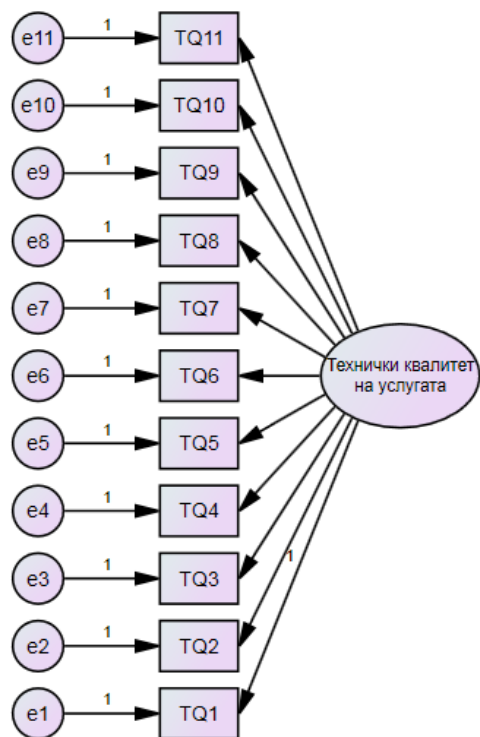 e11 1 TQ11
e10 1 TQ10
e9 1 TQ9
e8 1 TQ8
e7 1 TQ7
e6 1 TQ6
e5 1 TQ5
e4 1 TQ4
e3 1 TQ3
e2 1 TQ2
e1 1 TQ1
Технички квалитет
на услугата
1